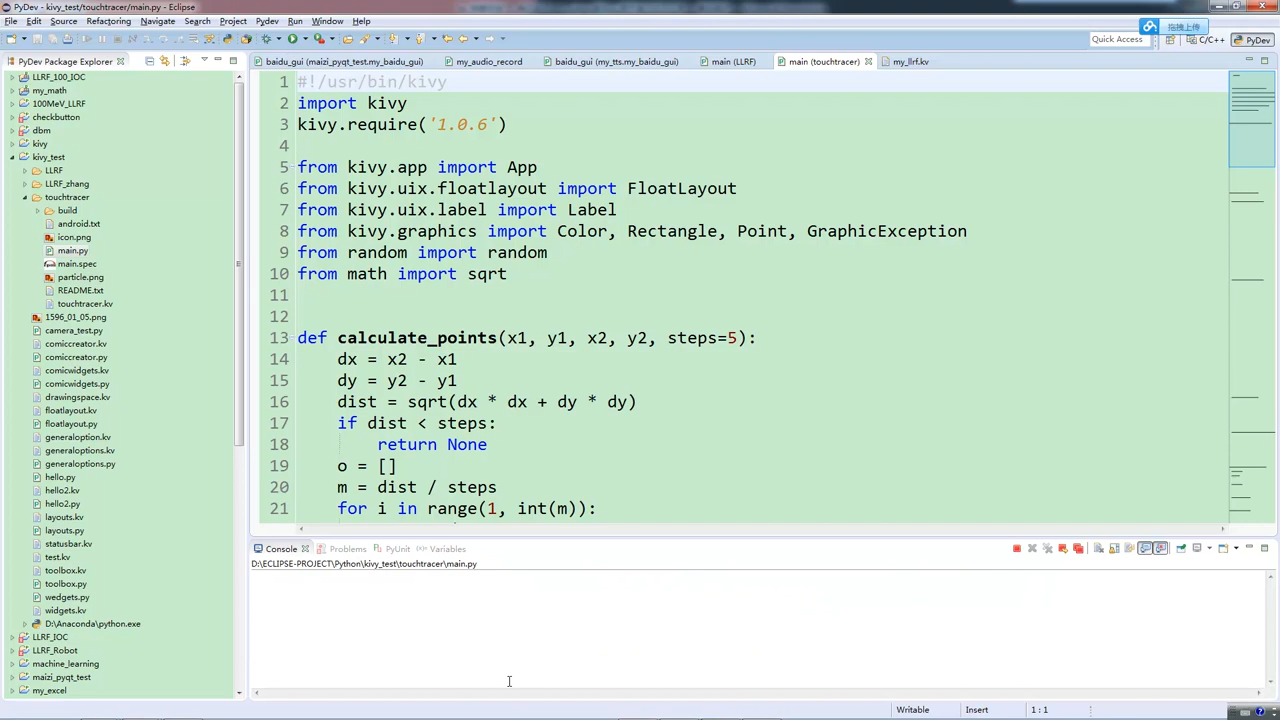 PyDev - kivy_test/touchtracer/main.py - Eclipse
File Edit Source Refactoring Navigate Search Project Pydev Run Window Help
拖拽上传
Quick Access
C/C++
PyDev
PyDev Package Explorer
LLRF_100_IOC
my_math
100MeV_LLRF
checkbutton
dbm
kivy
kivy_test
LLRF
LLRF_zhang
touchtracer
build
android.txt
icon.png
main.py
main.spec
particle.png
README.txt
touchtracer.kv
1596_01_05.png
camera_test.py
comiccreator.kv
comiccreator.py
comicwidgets.kv
comicwidgets.py
drawingspace.kv
floatlayout.kv
floatlayout.py
generaloption.kv
generaloptions.kv
generaloptions.py
hello.py
hello2.kv
hello2.py
layouts.kv
layouts.py
statusbar.kv
test.kv
toolbox.kv
toolbox.py
wedgets.py
widgets.kv
D:\Anaconda\python.exe
LLRF_IOC
LLRF_Robot
machine_learning
maizi_pyqt_test
my_excel
baidu_gui (maizi_pyqt_test.my_baidu_gui)
my_audio_record
baidu_gui (my_tts.my_baidu_gui)
main (LLRF)
main (touchtracer)
my_llrf.kv
1 #!/usr/bin/kivy
2 import kivy
3 kivy.require('1.0.6')
4
5 from kivy.app import App
6 from kivy.uix.floatlayout import FloatLayout
7 from kivy.uix.label import Label
8 from kivy.graphics import Color, Rectangle, Point, GraphicException
9 from random import random
10 from math import sqrt
11
12
13 def calculate_points(x1, y1, x2, y2, steps=5):
14 dx = x2 - x1
15 dy = y2 - y1
16 dist = sqrt(dx * dx + dy * dy)
17 if dist < steps:
18 return None
19 o = []
20 m = dist / steps
21 for i in range(1, int(m)):
Console Problems PyUnit Variables
D:\ECLIPSE-PROJECT\Python\kivy_test\touchtracer\main.py
Writable Insert 1 : 1